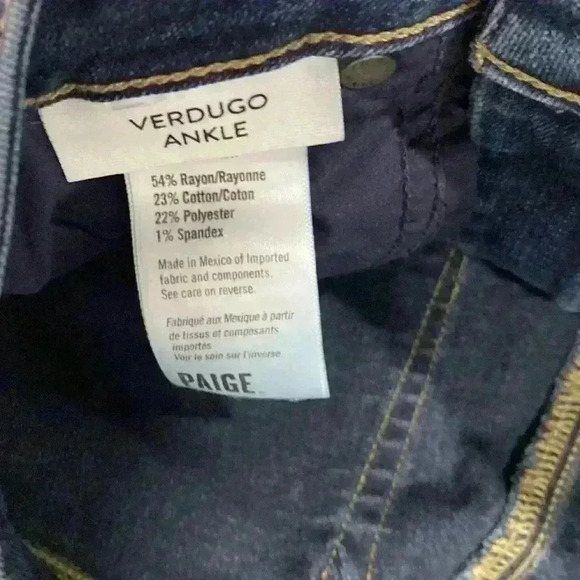 VERDUGO
ANKLE
54% Rayon/Rayonne
23% Cotton/Coton
22% Polyester
1% Spandex
Made in Mexico of Imported
fabric and components.
See care on reverse.
Fabriqué aux Mexique à partir
de tissus et composants
importés
Voir le soin sur l'inverse
PAIGE